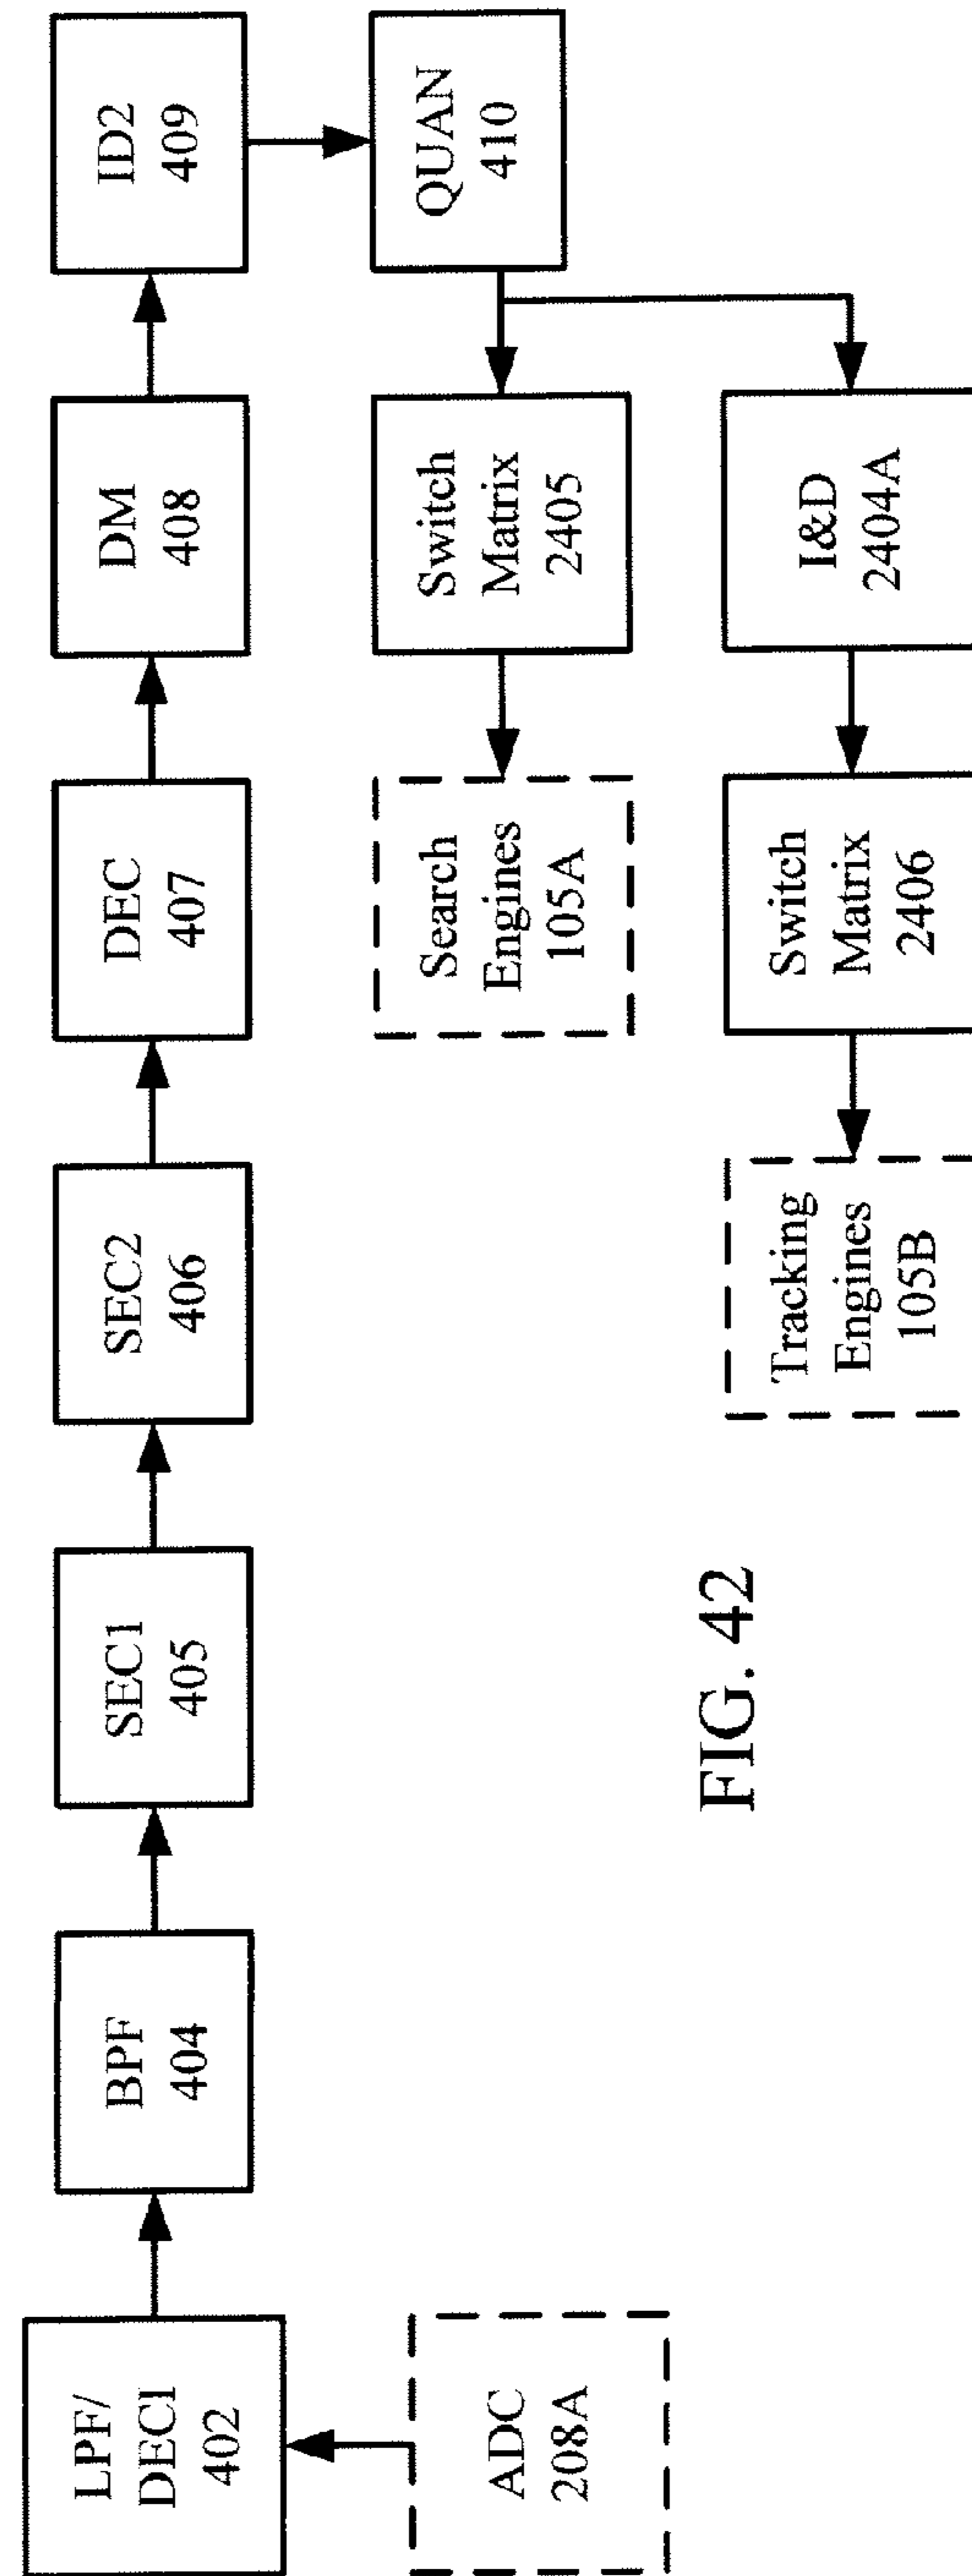 LPF/
DECI
402
BPF
404
SEC1
405
SEC2
406
DEC
407
DM
408
ID2
409
ADC
208A
QUAN
410
Switch
Matrix
2405
Search
Engines
105A
I&D
2404A
Switch
Matrix
2406
Tracking
Engines
105B
FIG. 42